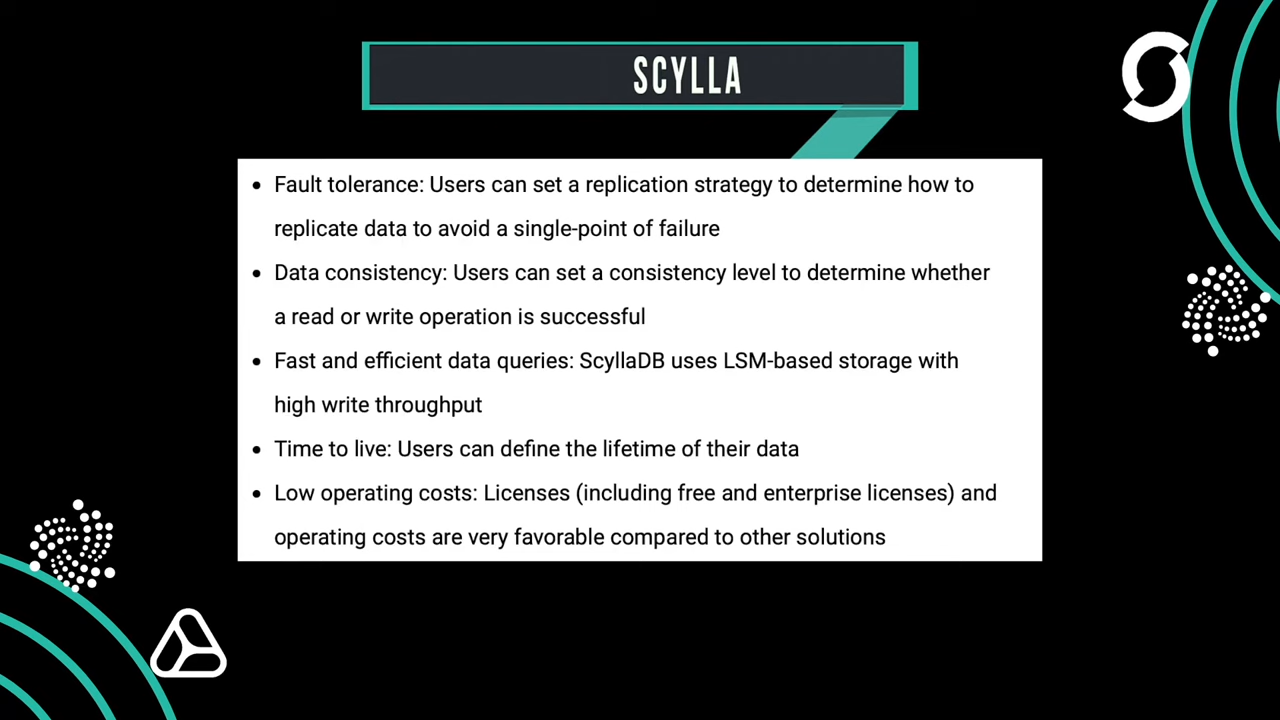 SCYLLA
• Fault tolerance: Users can set a replication strategy to determine how to
replicate data to avoid a single-point of failure
• Data consistency: Users can set a consistency level to determine whether
a read or write operation is successful
• Fast and efficient data queries: ScyllaDB uses LSM-based storage with
high write throughput
• Time to live: Users can define the lifetime of their data
• Low operating costs: Licenses (including free and enterprise licenses) and
operating costs are very favorable compared to other solutions